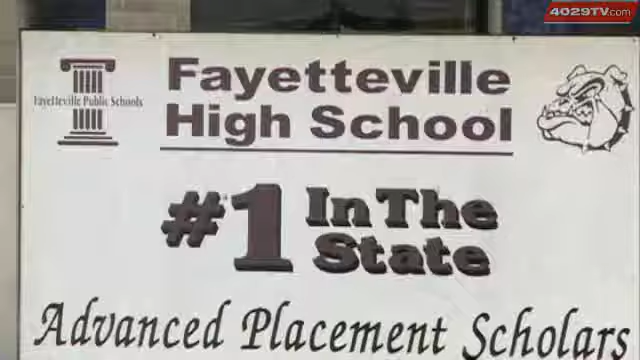 4029TV.com
Fayetteville Public Schools
Fayetteville
High School
#1 In The
State
Advanced Placement Scholars